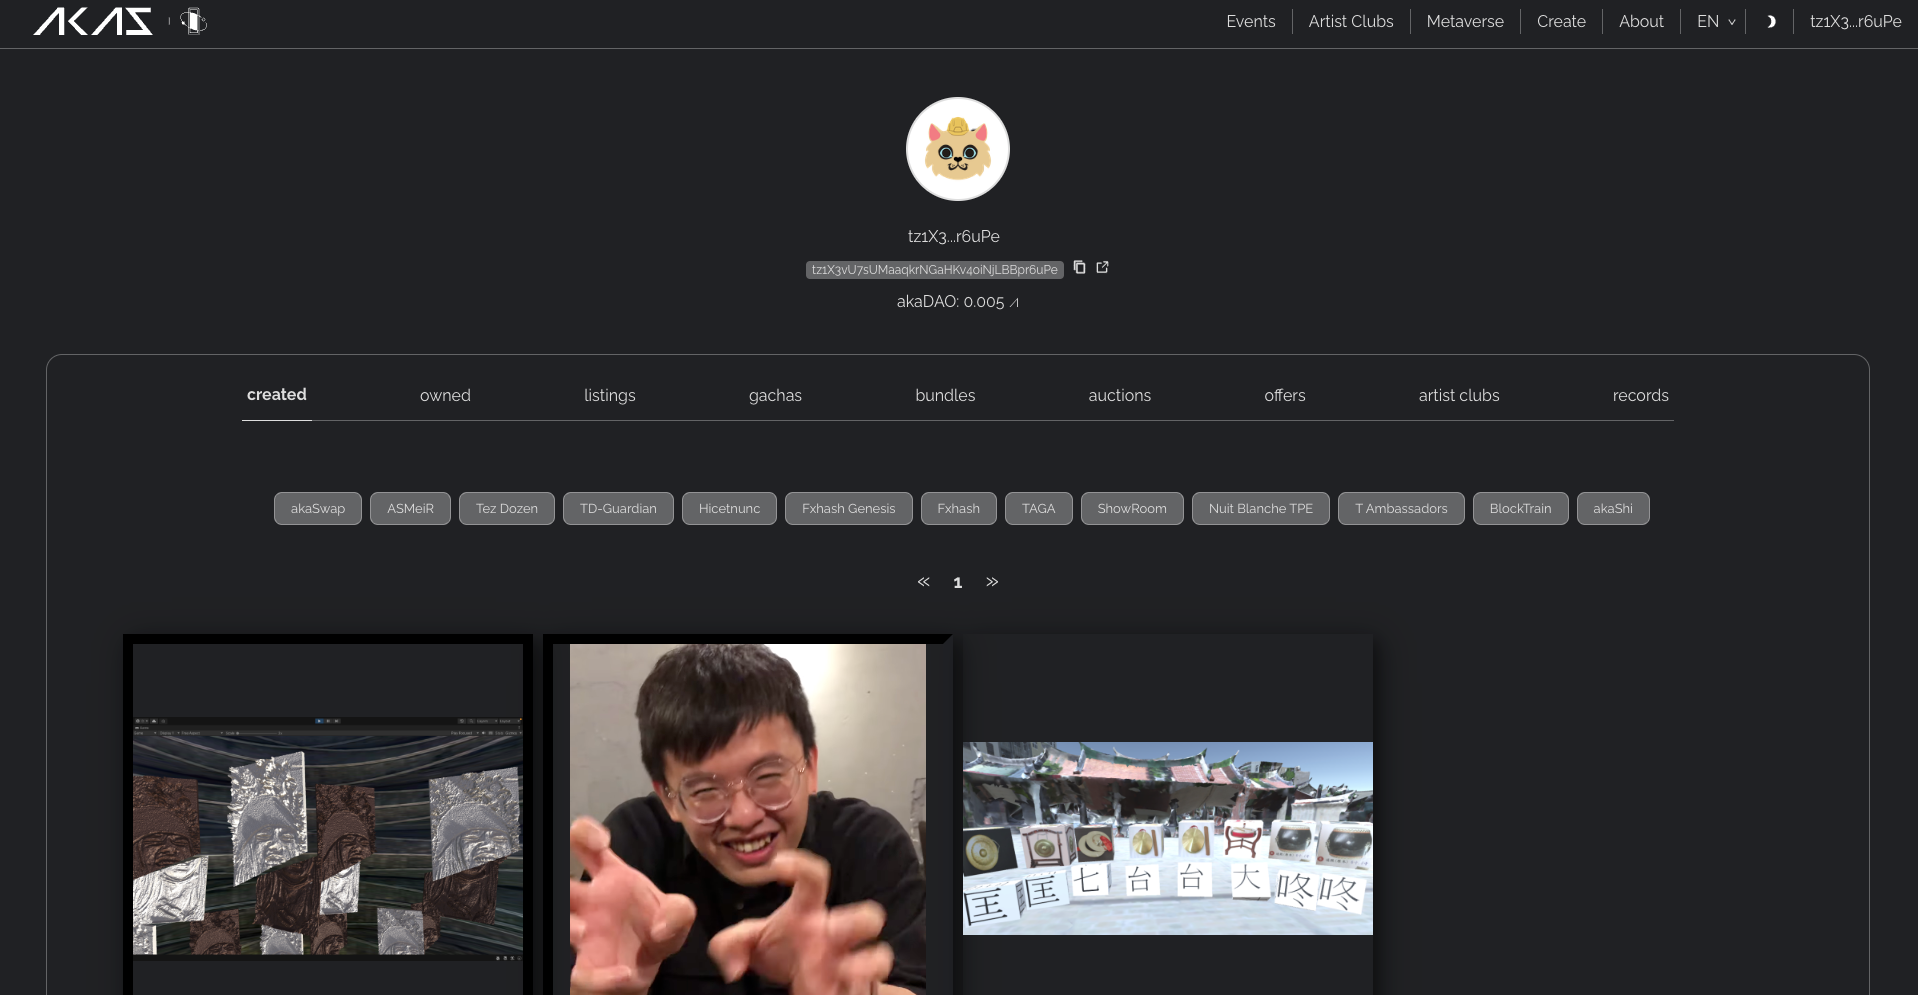 AKAS
Events
Artist Clubs
Metaverse
Create
About
EN
tz1X3...r6uPe
tz1X3...r6uPe
tz1X3vU7sUMaaqkrNGaHKv4oiNjLBBpr6uPe
akaDAO: 0.005
created
owned
listings
gachas
bundles
auctions
offers
artist clubs
records
akaSwap
ASMeiR
Tez Dozen
TD-Guardian
Hicetnunc
Fxhash Genesis
Fxhash
TAGA
ShowRoom
Nuit Blanche TPE
T Ambassadors
BlockTrain
akaShi
« 1 »
匡 匡 七 台 台 大 咚 咚